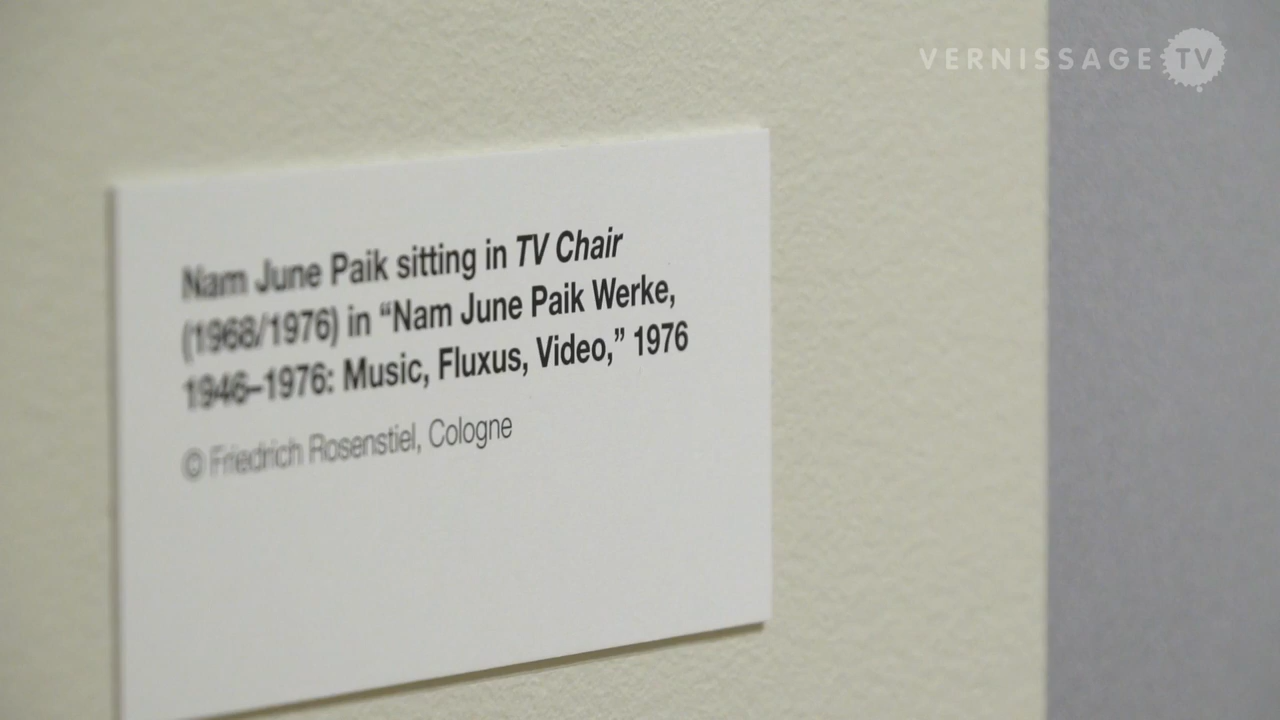 VERNISSAGE TV
Nam June Paik sitting in TV Chair
(1968/1976) in “Nam June Paik Werke,
1946–1976: Music, Fluxus, Video,” 1976
© Friedrich Rosenstiel, Cologne